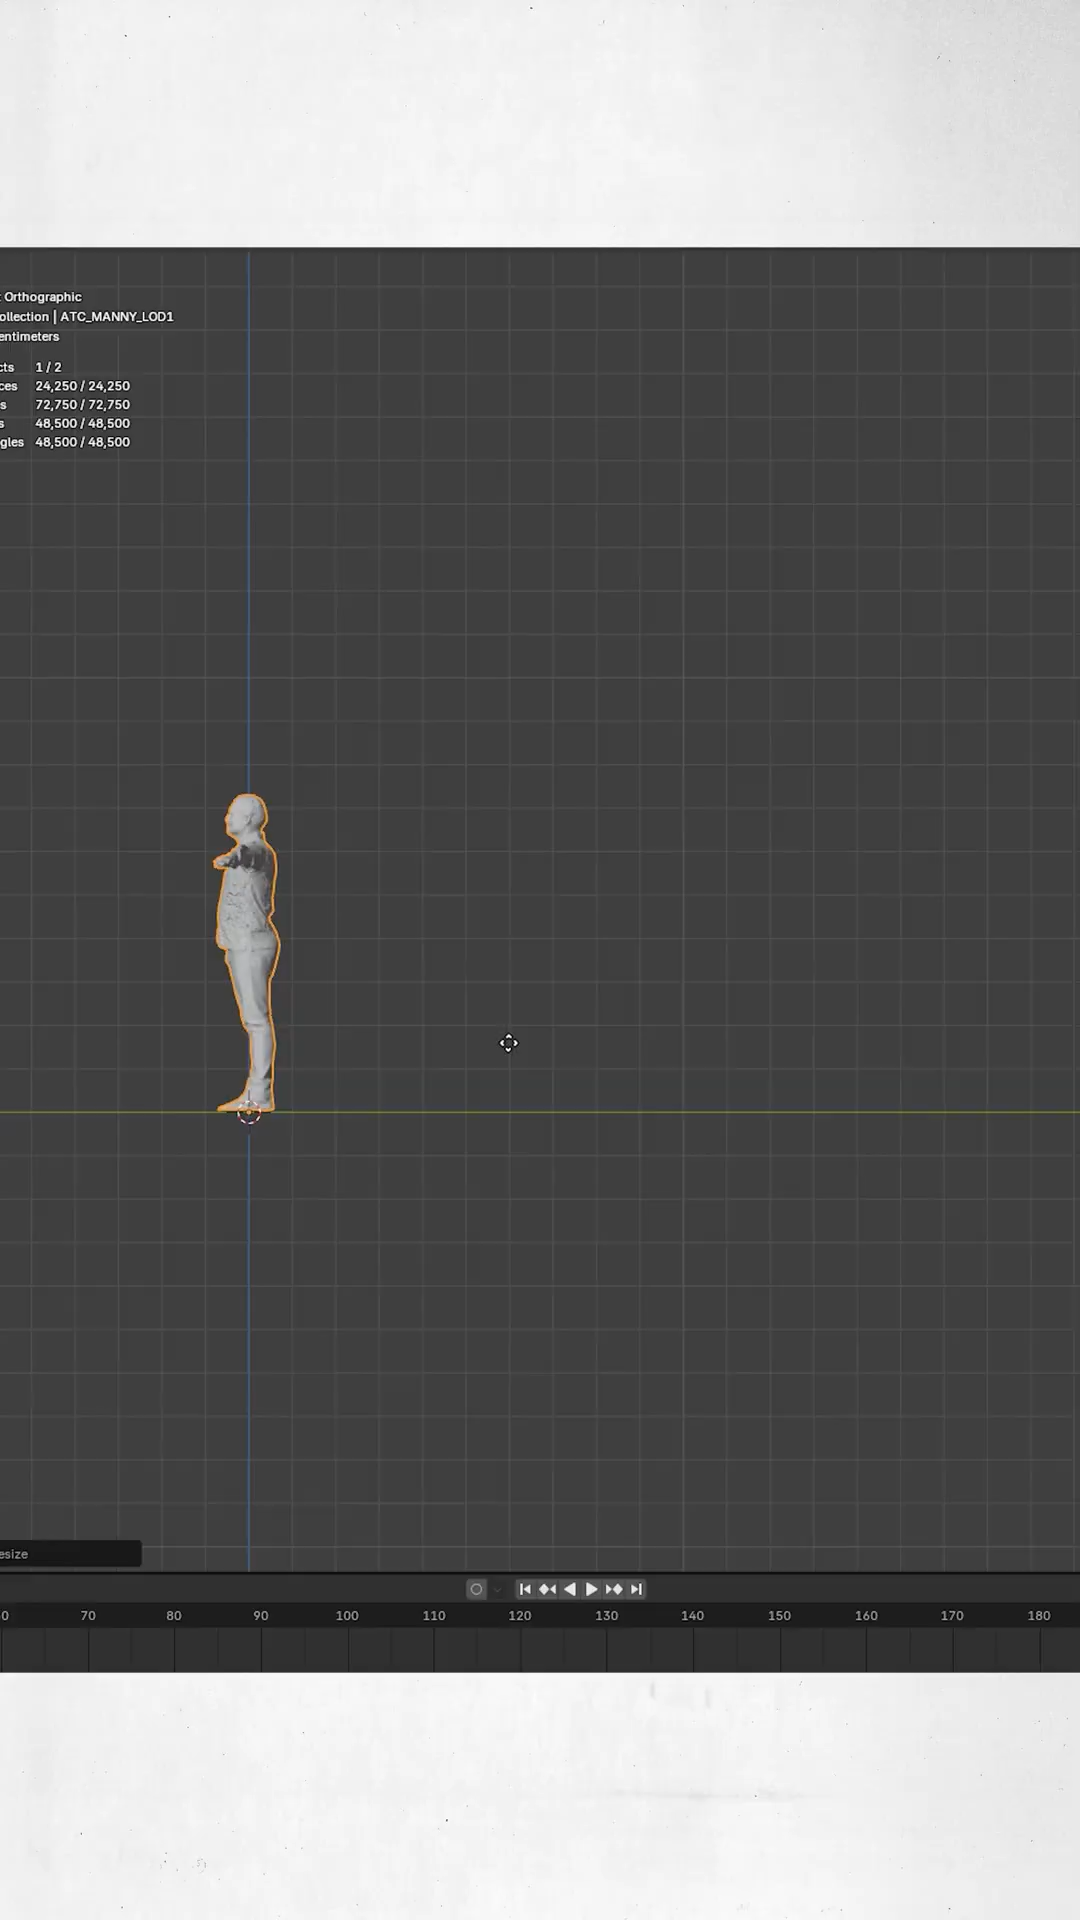 : Orthographic
ollection | ATC_MANNY_LOD1
entimeters
cts 1 / 2
ces 24,250 / 24,250
s 72,750 / 72,750
s 48,500 / 48,500
gles 48,500 / 48,500
esize
0 70 80 90 100 110 120 130 140 150 160 170 180